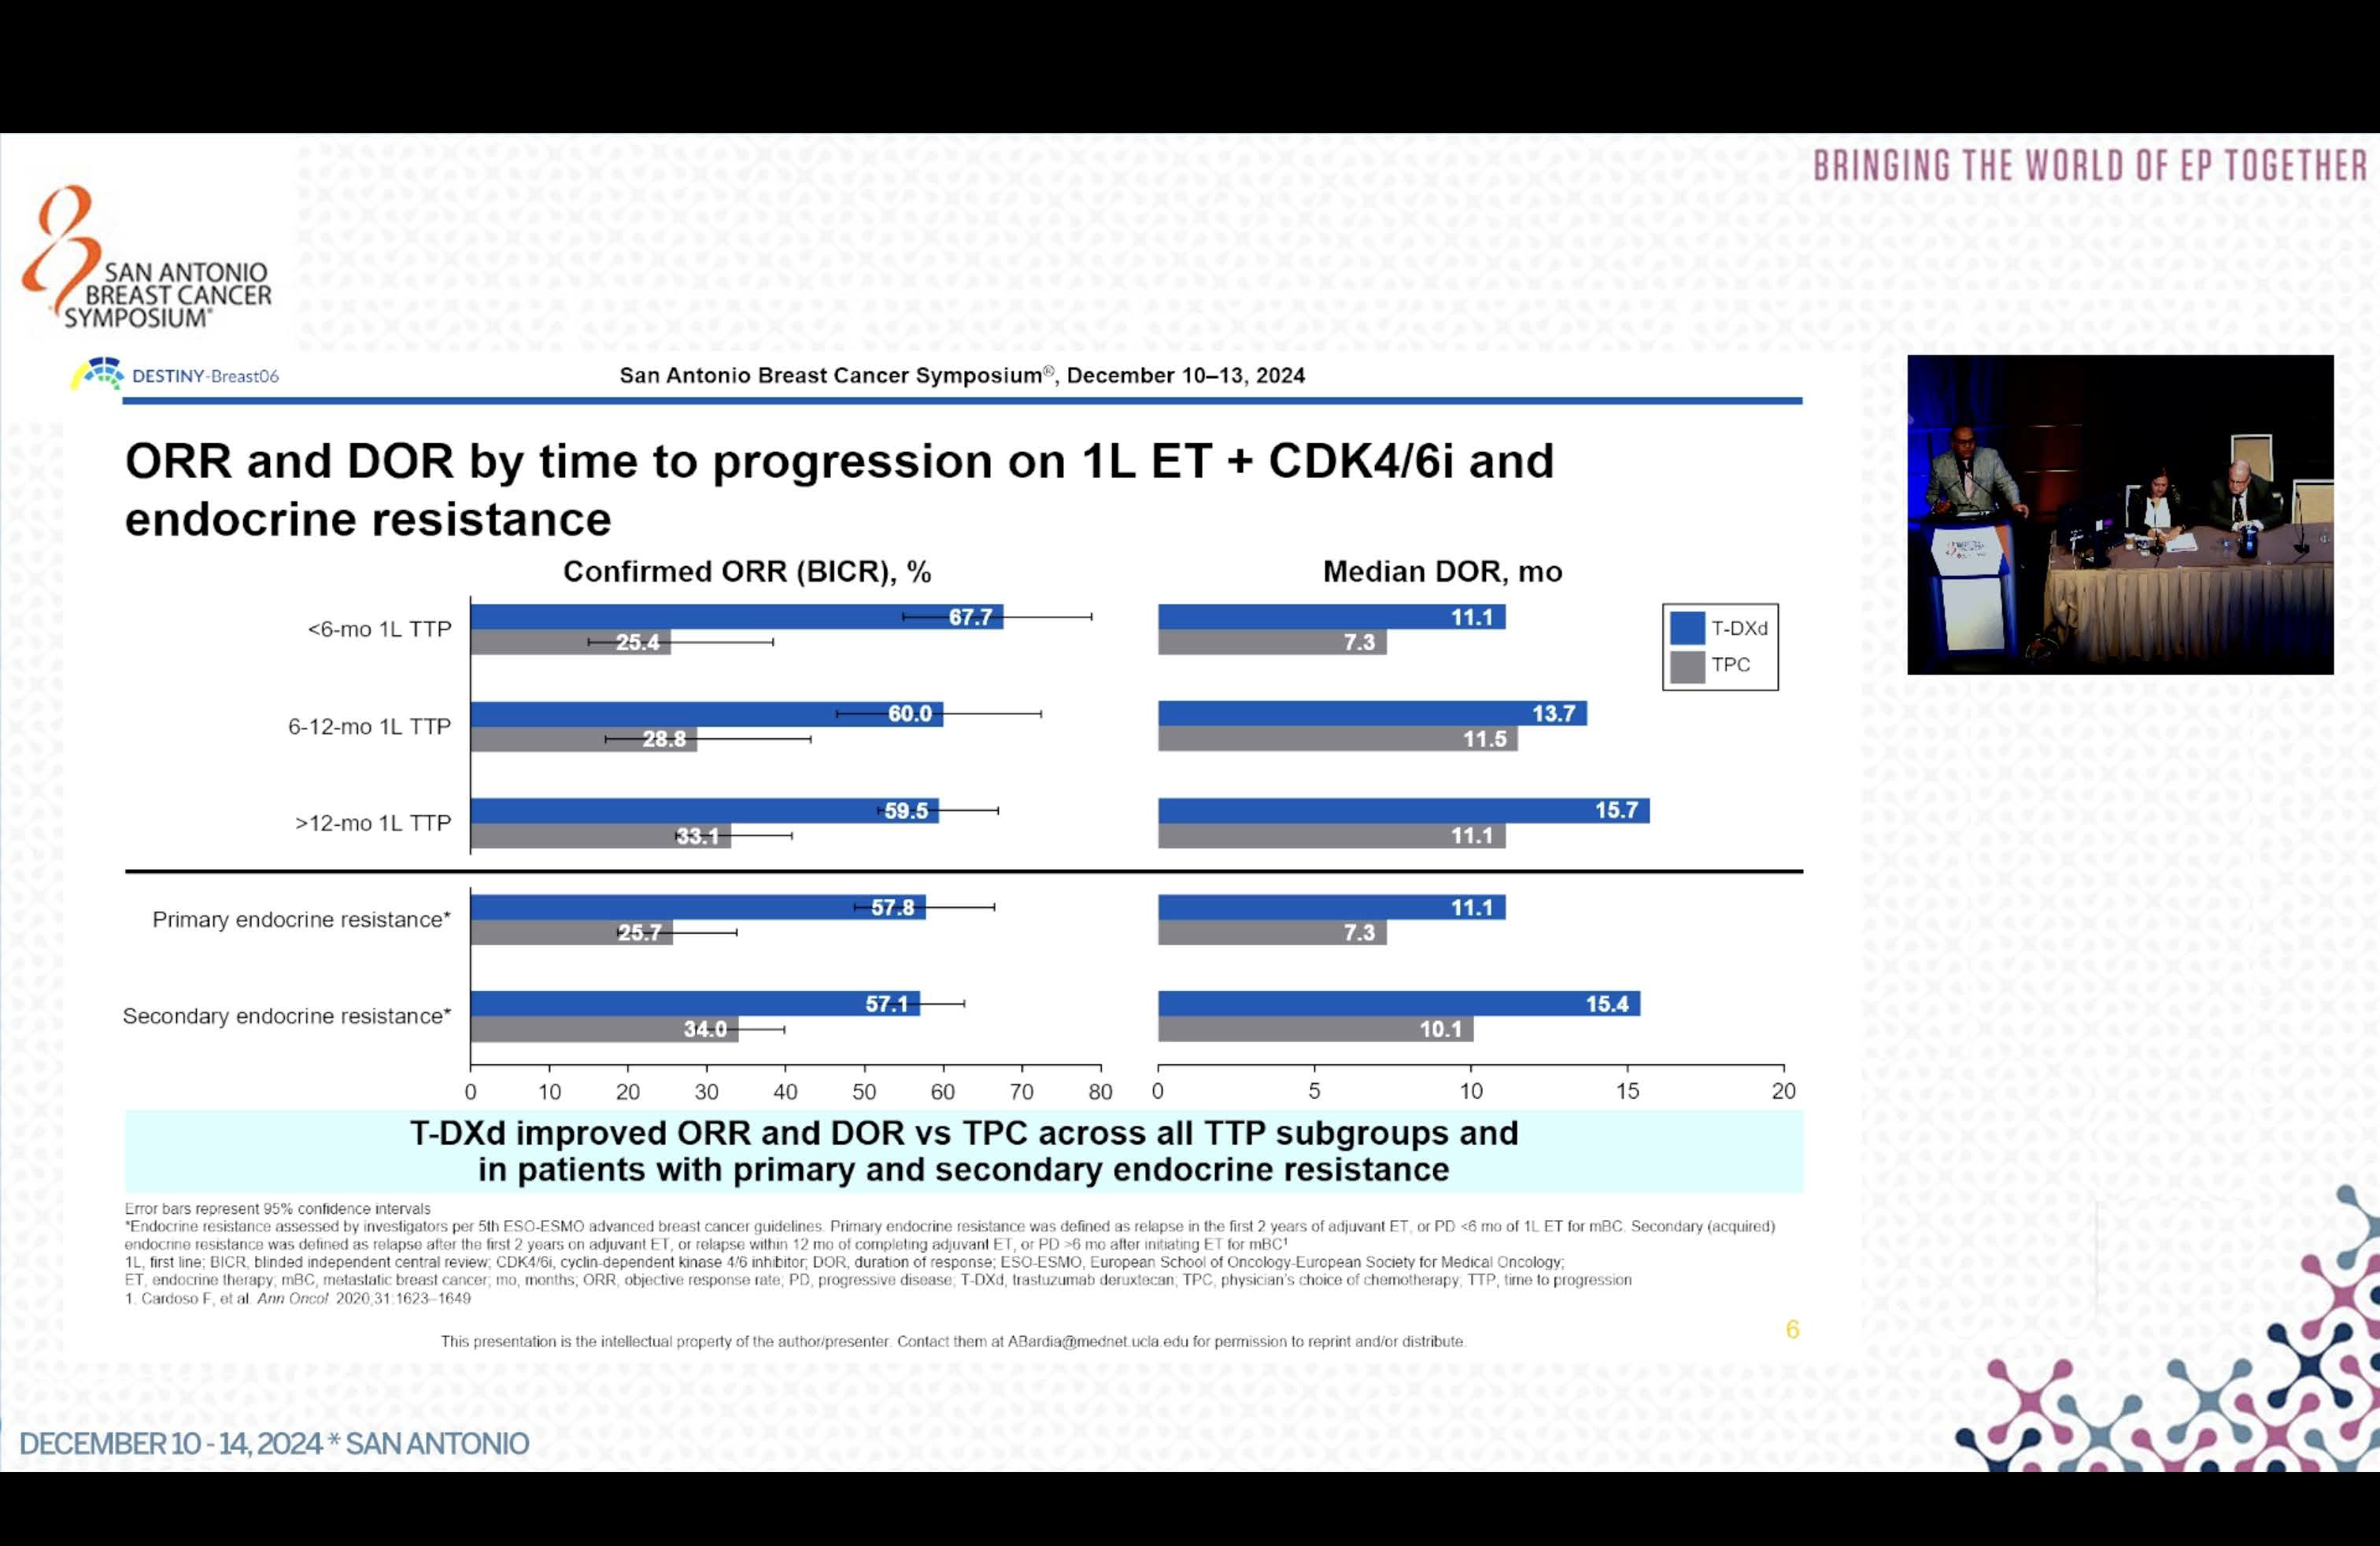 BRINGING THE WORLD OF EP TOGETHER
SAN ANTONIO
BREAST CANCER
SYMPOSIUM®
DESTINY-Breast06
San Antonio Breast Cancer Symposium®, December 10–13, 2024
ORR and DOR by time to progression on 1L ET + CDK4/6i and
endocrine resistance
Confirmed ORR (BICR), %
Median DOR, mo
<6-mo 1L TTP
67.7
25.4
11.1
7.3
T-DXd
TPC
6-12-mo 1L TTP
60.0
28.8
13.7
11.5
>12-mo 1L TTP
59.5
33.1
15.7
11.1
Primary endocrine resistance*
57.8
25.7
11.1
7.3
Secondary endocrine resistance*
57.1
34.0
15.4
10.1
0 10 20 30 40 50 60 70 80
0 5 10 15 20
T-DXd improved ORR and DOR vs TPC across all TTP subgroups and
in patients with primary and secondary endocrine resistance
Error bars represent 95% confidence intervals
*Endocrine resistance assessed by investigators per 5th ESO-ESMO advanced breast cancer guidelines. Primary endocrine resistance was defined as relapse in the first 2 years of adjuvant ET, or PD <6 mo of 1L ET for mBC. Secondary (acquired)
endocrine resistance was defined as relapse after the first 2 years on adjuvant ET, or relapse within 12 mo of completing adjuvant ET, or PD >6 mo after initiating ET for mBC¹
1L, first line; BICR, blinded independent central review; CDK4/6i, cyclin-dependent kinase 4/6 inhibitor; DOR, duration of response; ESO-ESMO, European School of Oncology-European Society for Medical Oncology;
ET, endocrine therapy; mBC, metastatic breast cancer; mo, months; ORR, objective response rate; PD, progressive disease; T-DXd, trastuzumab deruxtecan; TPC, physician's choice of chemotherapy; TTP, time to progression
1. Cardoso F, et al. Ann Oncol. 2020;31:1623–1649
6
This presentation is the intellectual property of the author/presenter. Contact them at ABardia@mednet.ucla.edu for permission to reprint and/or distribute.
DECEMBER 10 - 14, 2024 * SAN ANTONIO